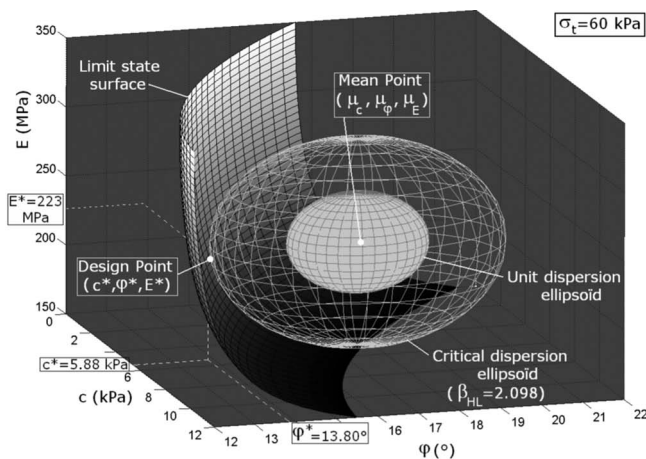 σt=60 kPa
350
300
250
200
150
E (MPa)
Limit state
surface
Mean Point
(μc, μφ, μE)
E*=223
MPa
Design Point
(c*,φ*,E*)
Unit dispersion
ellipsoïd
Critical dispersion
ellipsoïd
(βHL=2.098)
0
2
c*=5.88 kPa
6
8
10
12
c (kPa)
12
13
φ*=13.80°
16
17
18
19
20
21
22
φ(°)